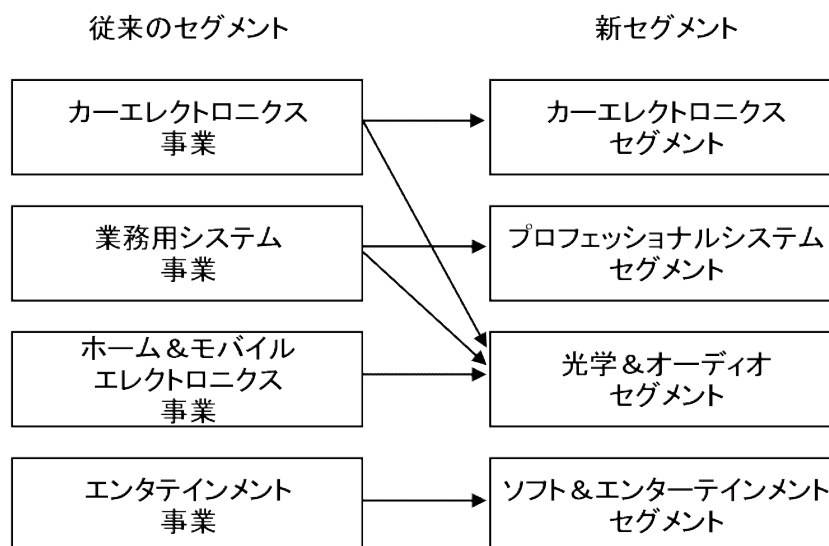 従来のセグメント
新セグメント
カーエレクトロニクス
事業
カーエレクトロニクス
セグメント
業務用システム
事業
プロフェッショナルシステム
セグメント
ホーム＆モバイル
エレクトロニクス
事業
光学＆オーディオ
セグメント
エンタテインメント
事業
ソフト＆エンターテインメント
セグメント